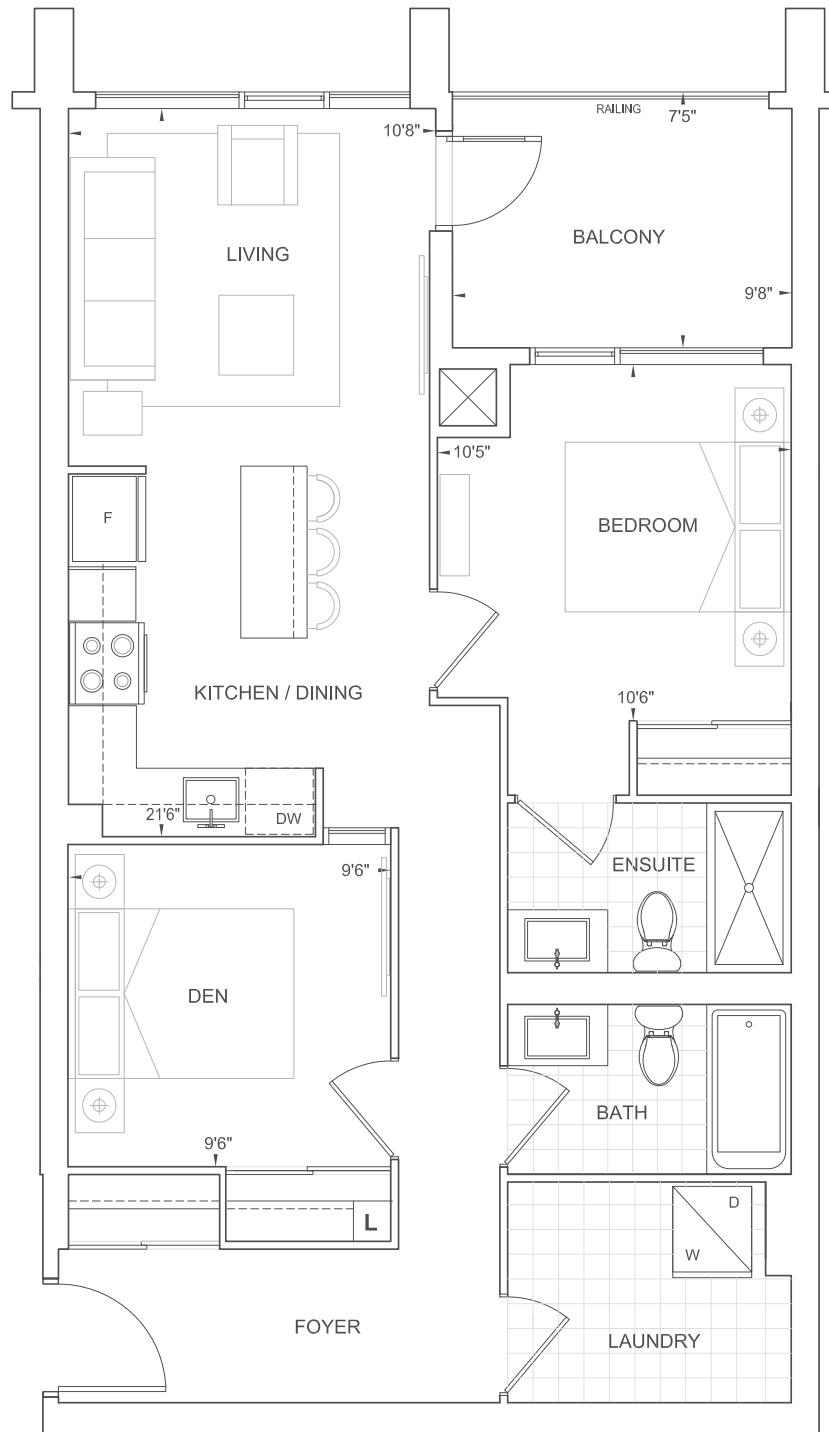 RAILING
7'5"
10'8"
BALCONY
LIVING
9'8"
10'5"
F
BEDROOM
KITCHEN / DINING
10'6"
21'6"
DW
ENSUITE
9'6"
DEN
BATH
9'6"
L
D
W
FOYER
LAUNDRY